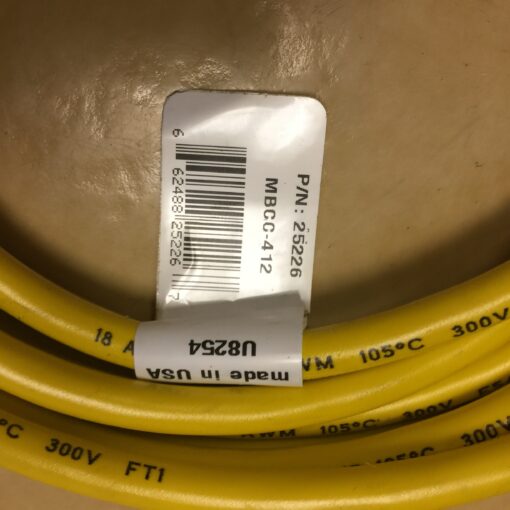 P/N: 25226
MBCC-412
6 62488 25226 7
U8254
made in USA
18 A
WM 105°C 300V
°C 300V FT1
105°C 300V